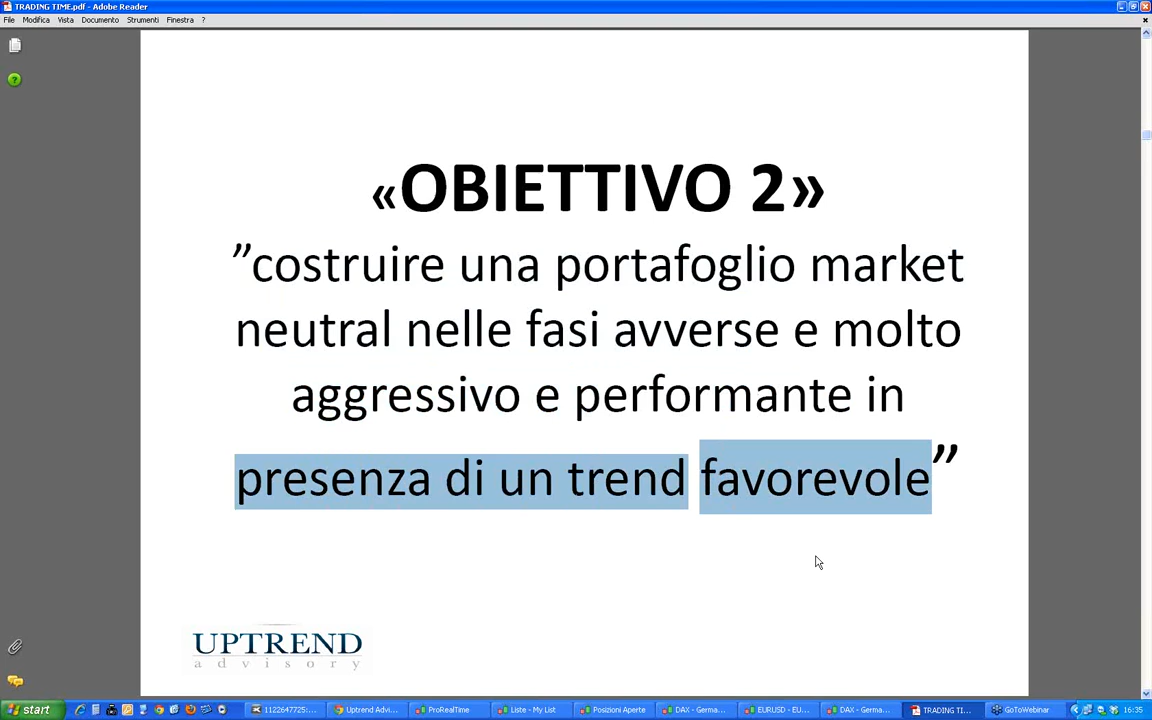 TRADING TIME.pdf - Adobe Reader
File Modifica Vista Documento Strumenti Finestra ?
«OBIETTIVO 2»
”costruire una portafoglio market
neutral nelle fasi avverse e molto
aggressivo e performante in
presenza di un trend favorevole”
UPTREND
advisory
start 1122647725:... Uptrend Advi... ProRealTime Liste - My List Posizioni Aperte DAX - Germa... EURUSD - EU... DAX - Germa... TRADING TI... GoToWebinar 16:35